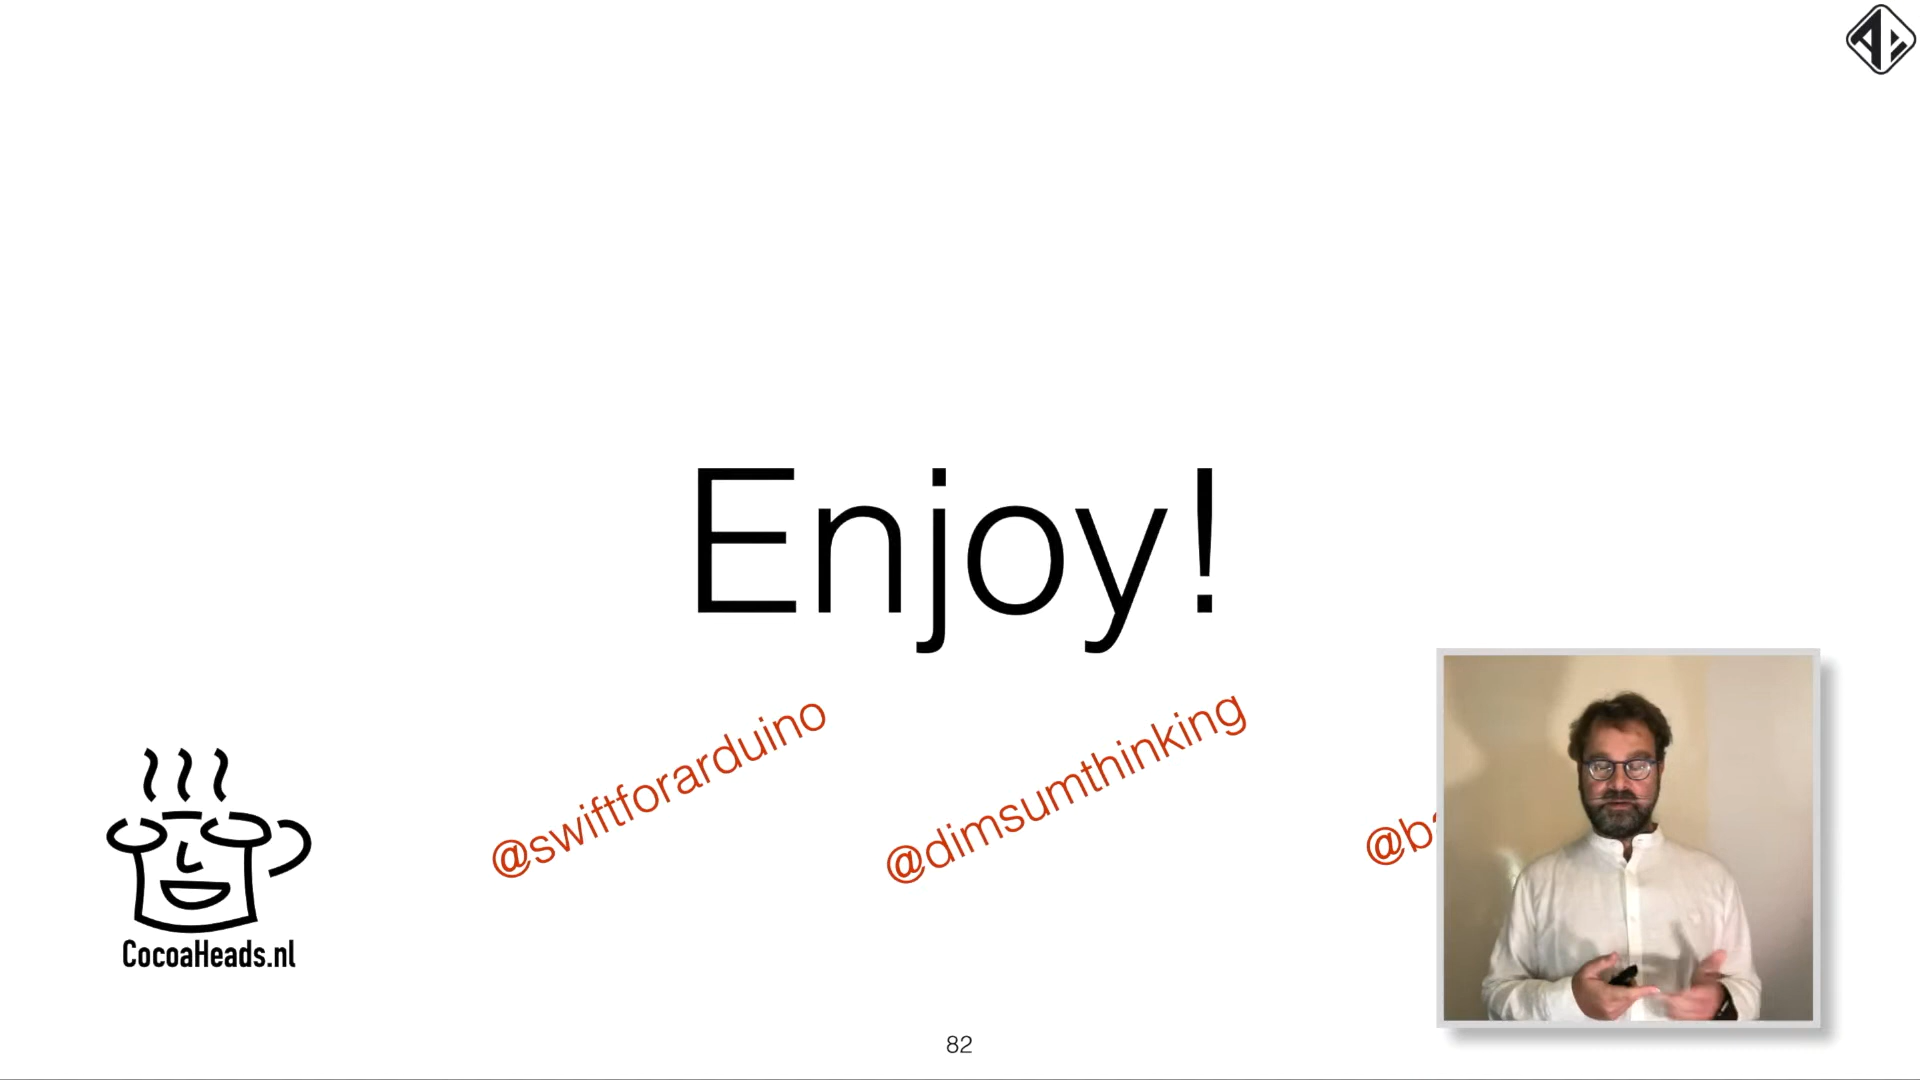 Enjoy!
@swiftforarduino
@dimsumthinking
CocoaHeads.nl
82